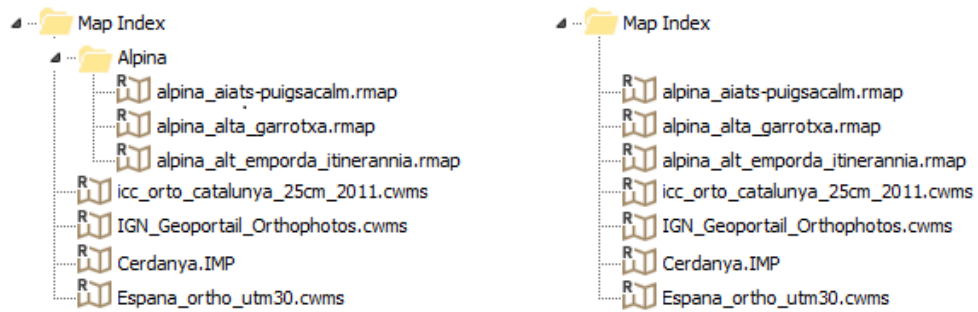 Map Index
Alpina
R alpina_aiats-puigsacalm.rmap
R alpina_alta_garrotxa.rmap
R alpina_alt_emporda_itinerannia.rmap
R icc_orto_catalunya_25cm_2011.cwms
R IGN_Geoportail_Orthophotos.cwms
R Cerdanya.IMP
R Espana_ortho_utm30.cwms
Map Index
R alpina_aiats-puigsacalm.rmap
R alpina_alta_garrotxa.rmap
R alpina_alt_emporda_itinerannia.rmap
R icc_orto_catalunya_25cm_2011.cwms
R IGN_Geoportail_Orthophotos.cwms
R Cerdanya.IMP
R Espana_ortho_utm30.cwms